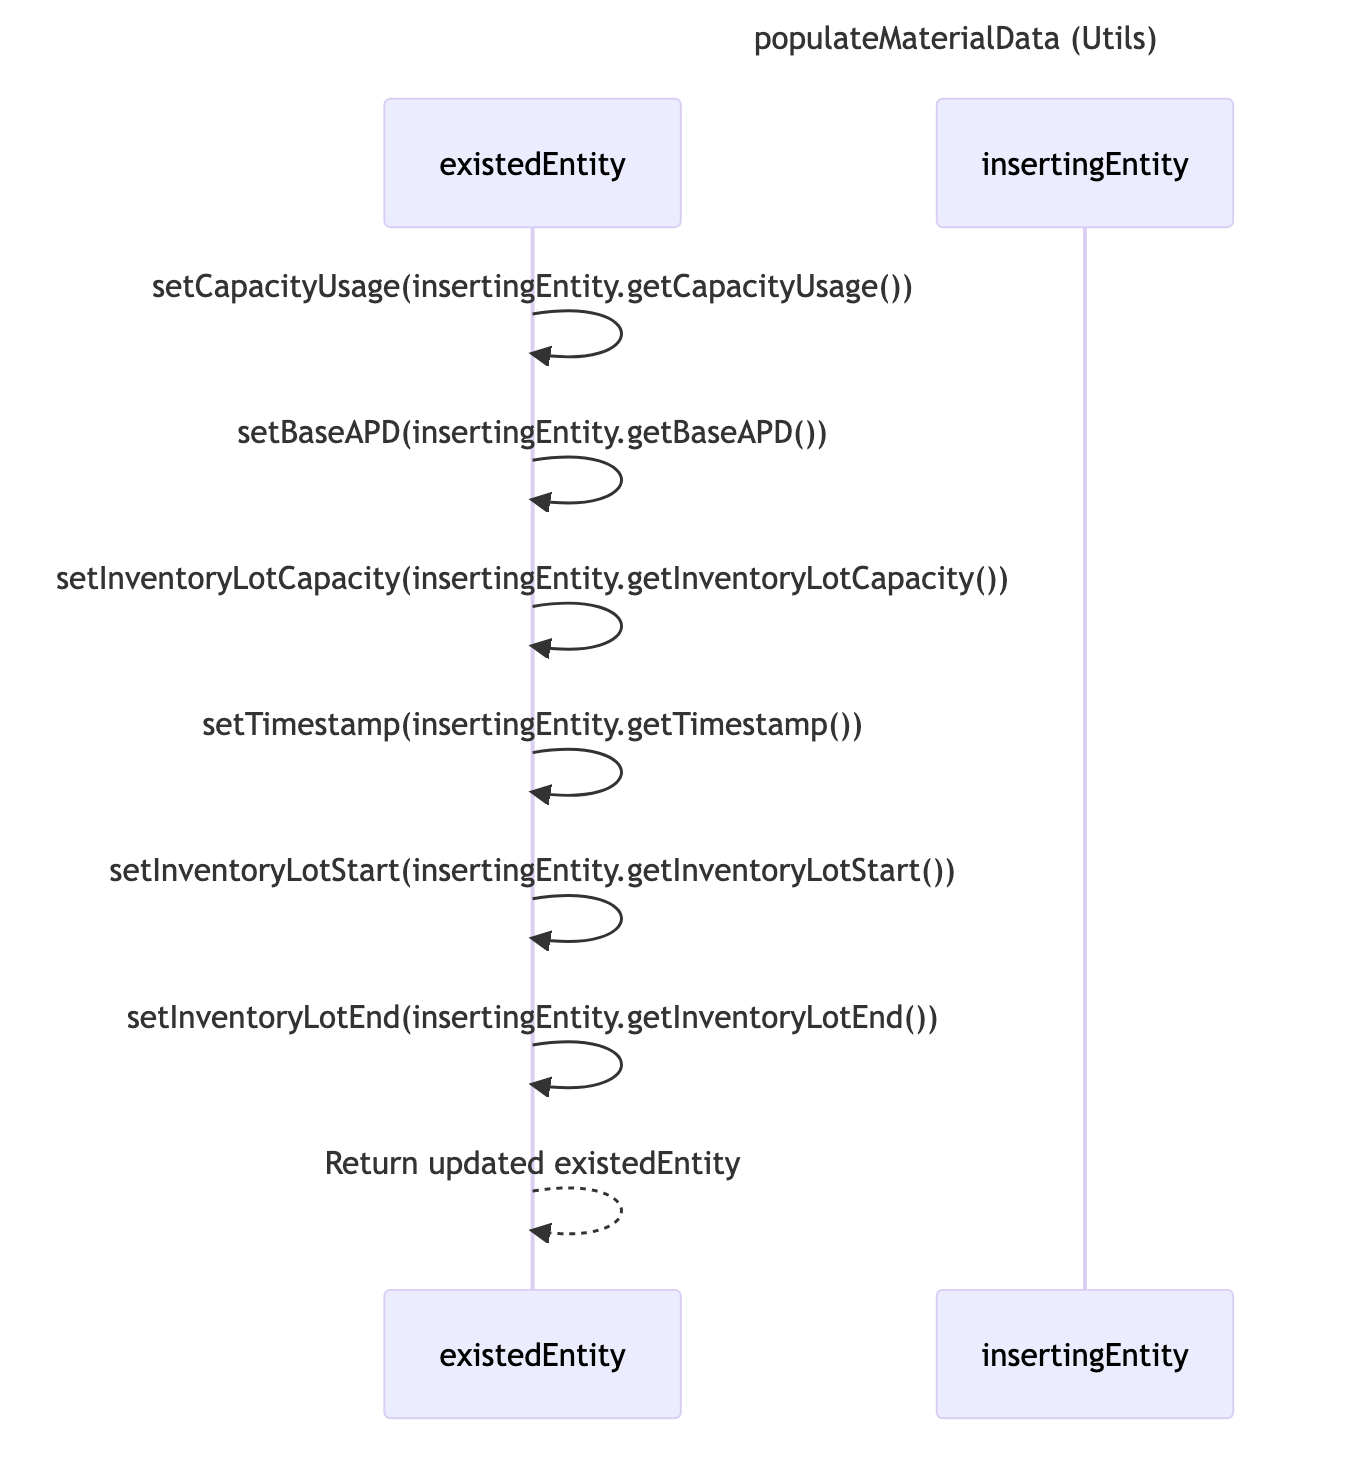 populateMaterialData (Utils)
existedEntity
insertingEntity
setCapacityUsage(insertingEntity.getCapacityUsage())
setBaseAPD(insertingEntity.getBaseAPD())
setInventoryLotCapacity(insertingEntity.getInventoryLotCapacity())
setTimestamp(insertingEntity.getTimestamp())
setInventoryLotStart(insertingEntity.getInventoryLotStart())
setInventoryLotEnd(insertingEntity.getInventoryLotEnd())
Return updated existedEntity
existedEntity
insertingEntity